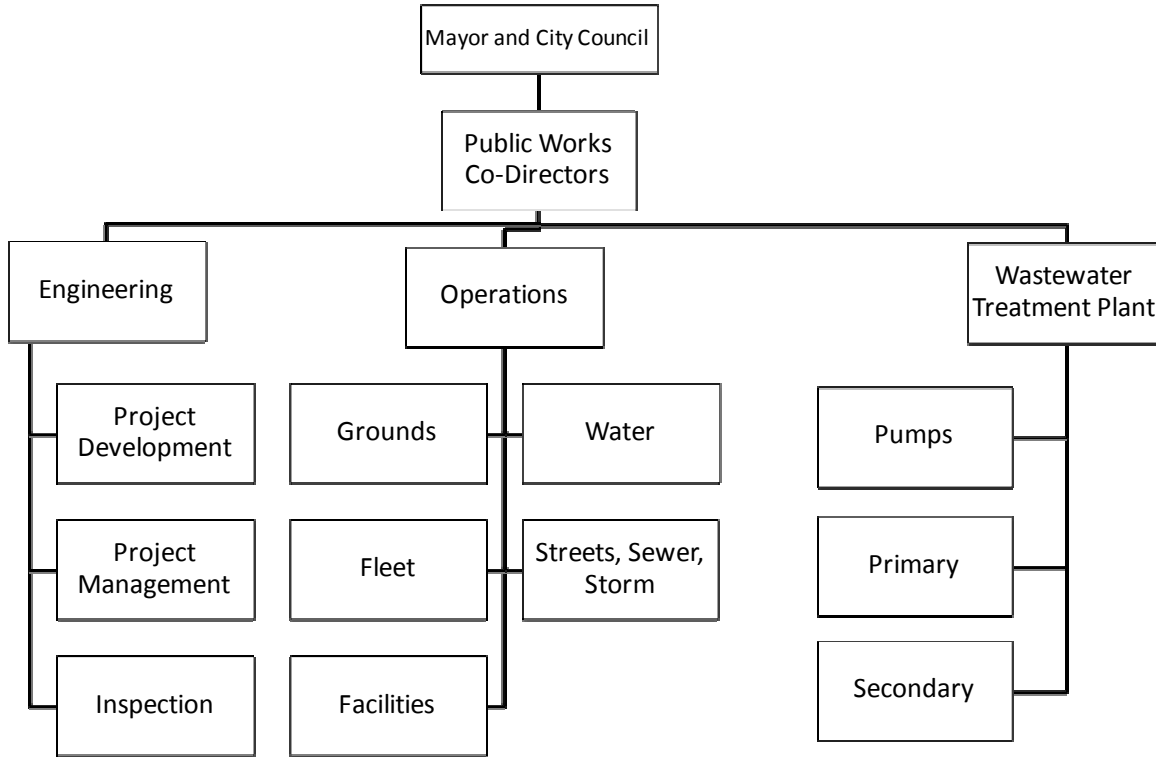 Mayor and City Council
Public Works
Co-Directors
Engineering
Operations
Wastewater
Treatment Plant
Project
Development
Grounds
Water
Pumps
Project
Management
Fleet
Streets, Sewer,
Storm
Primary
Inspection
Facilities
Secondary